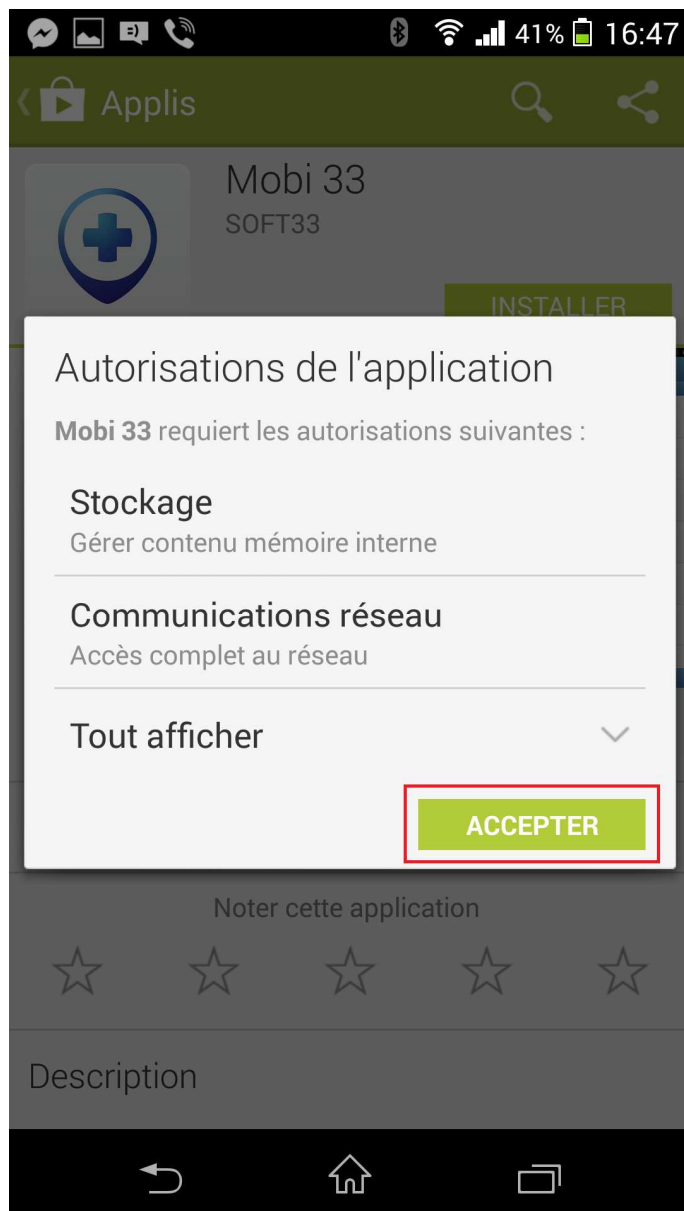 41% 16:47
Applis
Mobi 33
SOFT33
INSTALLER
Autorisations de l'application
Mobi 33 requiert les autorisations suivantes :
Stockage
Gérer contenu mémoire interne
Communications réseau
Accès complet au réseau
Tout afficher
ACCEPTER
Noter cette application
Description